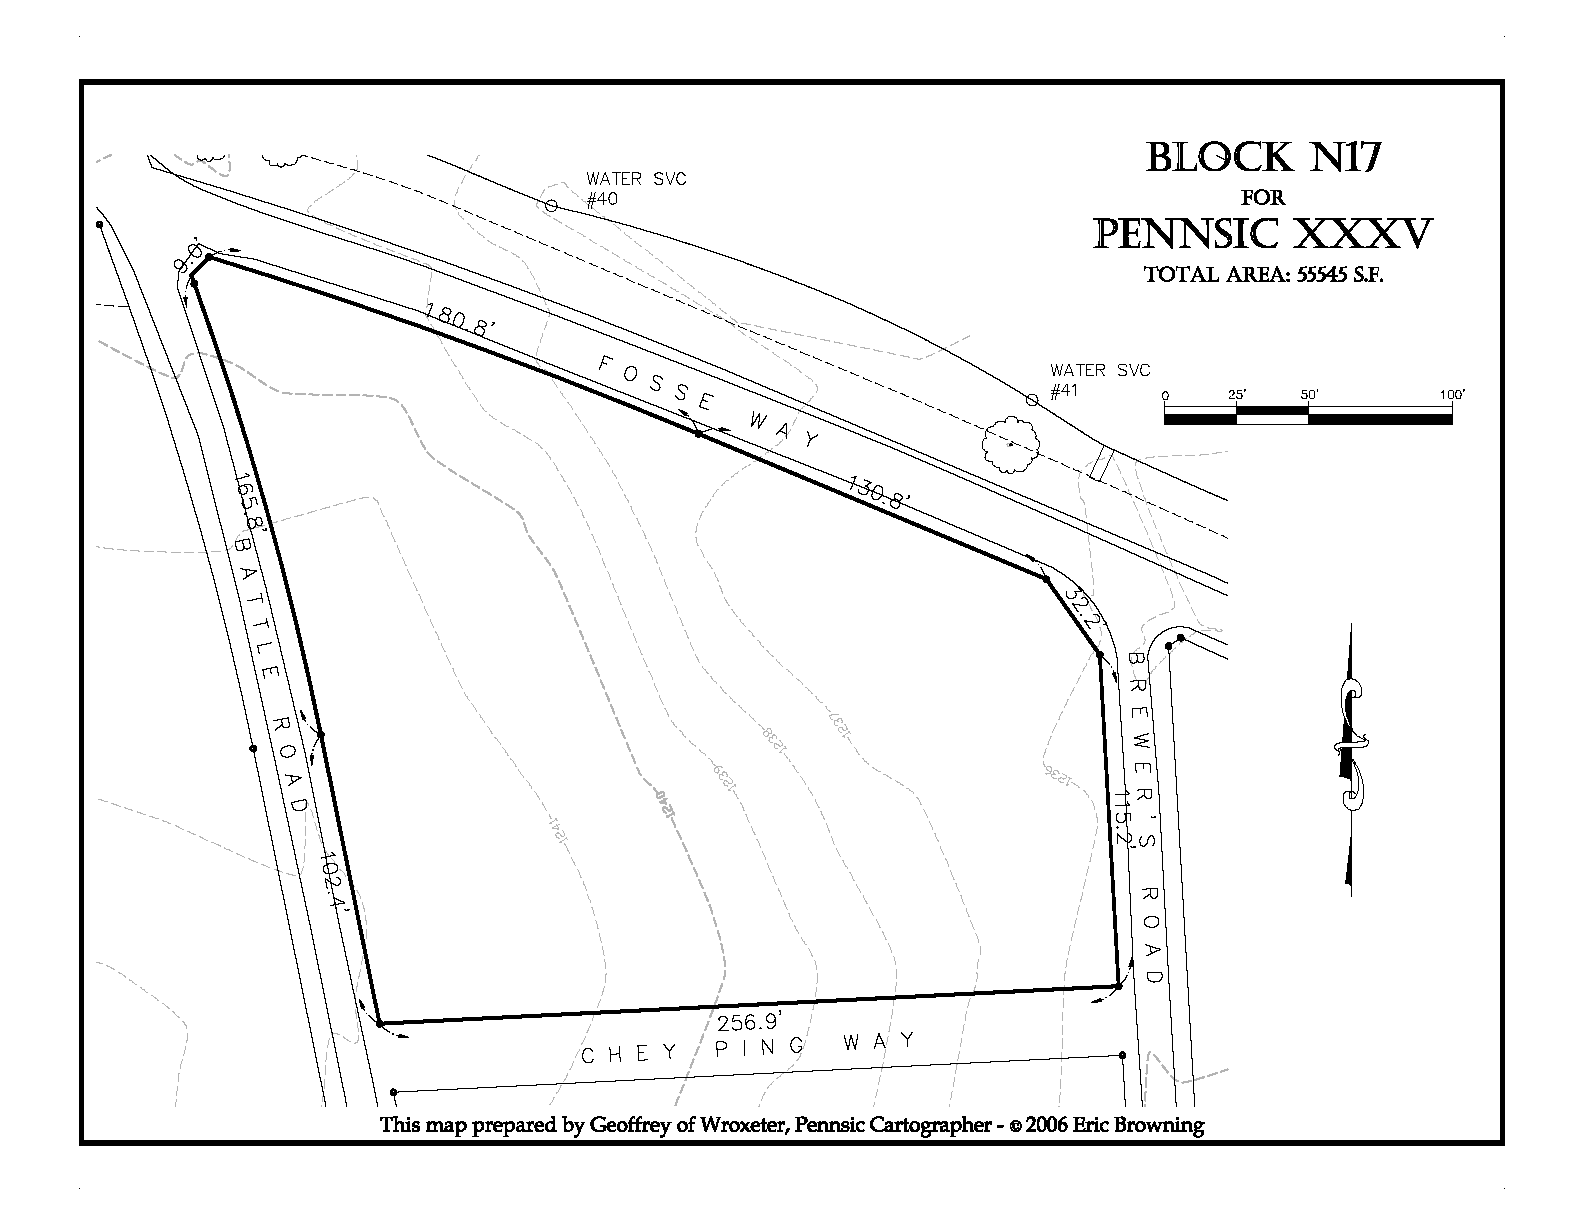 BLOCK N17
FOR
PENNSIC XXXV
TOTAL AREA: 55545 S.F.
WATER SVC
#40
WATER SVC
#41
0 25' 50' 100'
8.0'
180.8'
FOSSE WAY
130.8'
32.2'
165.8'
BATTLE ROAD
102.4'
BREWER'S ROAD
115.2'
1241
1240
1239
1238
1237
1236
256.9'
CHEY PING WAY
This map prepared by Geoffrey of Wroxeter, Pennsic Cartographer - © 2006 Eric Browning